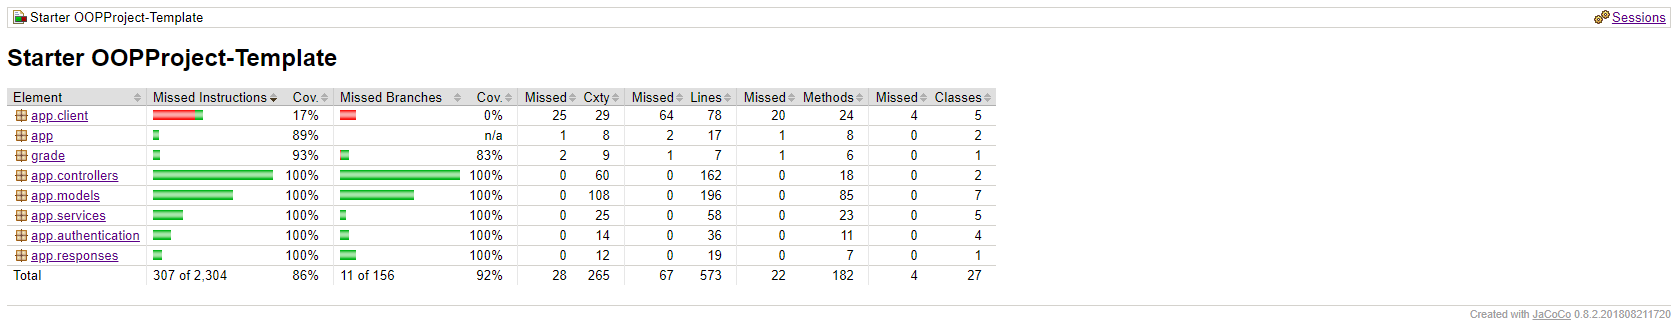 Starter OOPProject-Template Sessions
Starter OOPProject-Template
Element Missed Instructions Cov. Missed Branches Cov. Missed Cxty Missed Lines Missed Methods Missed Classes
app.client 17% 0% 25 29 64 78 20 24 4 5
app 89% n/a 1 8 2 17 1 8 0 2
grade 93% 83% 2 9 1 7 1 6 0 1
app.controllers 100% 100% 0 60 0 162 0 18 0 2
app.models 100% 100% 0 108 0 196 0 85 0 7
app.services 100% 100% 0 25 0 58 0 23 0 5
app.authentication 100% 100% 0 14 0 36 0 11 0 4
app.responses 100% 100% 0 12 0 19 0 7 0 1
Total 307 of 2,304 86% 11 of 156 92% 28 265 67 573 22 182 4 27
Created with JaCoCo 0.8.2.201808211720